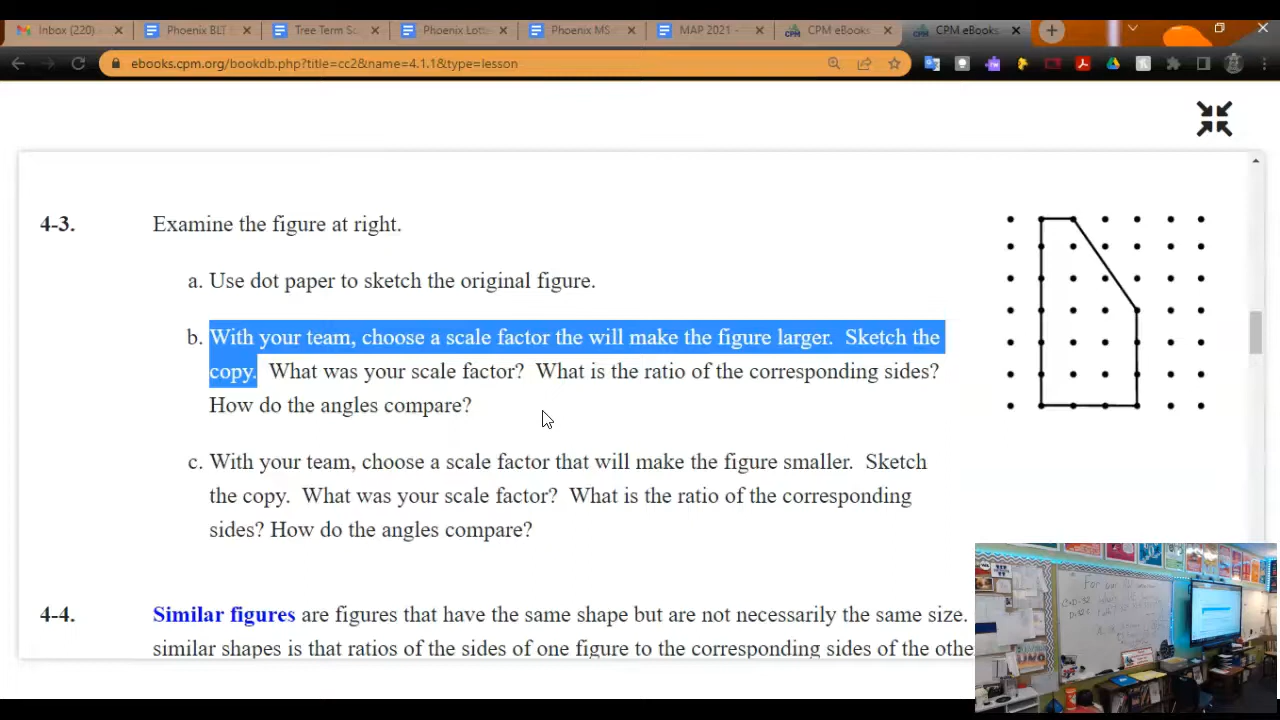 Inbox (220)
Phoenix BLT
Tree Term Sc
Phoenix Lotte
Phoenix MS
MAP 2021 -
CPM eBooks
CPM eBooks
ebooks.cpm.org/bookdb.php?title=cc2&name=4.1.1&type=lesson
4-3. Examine the figure at right.
a. Use dot paper to sketch the original figure.
b. With your team, choose a scale factor the will make the figure larger. Sketch the
copy. What was your scale factor? What is the ratio of the corresponding sides?
How do the angles compare?
c. With your team, choose a scale factor that will make the figure smaller. Sketch
the copy. What was your scale factor? What is the ratio of the corresponding
sides? How do the angles compare?
4-4. Similar figures are figures that have the same shape but are not necessarily the same size.
similar shapes is that ratios of the sides of one figure to the corresponding sides of the othe